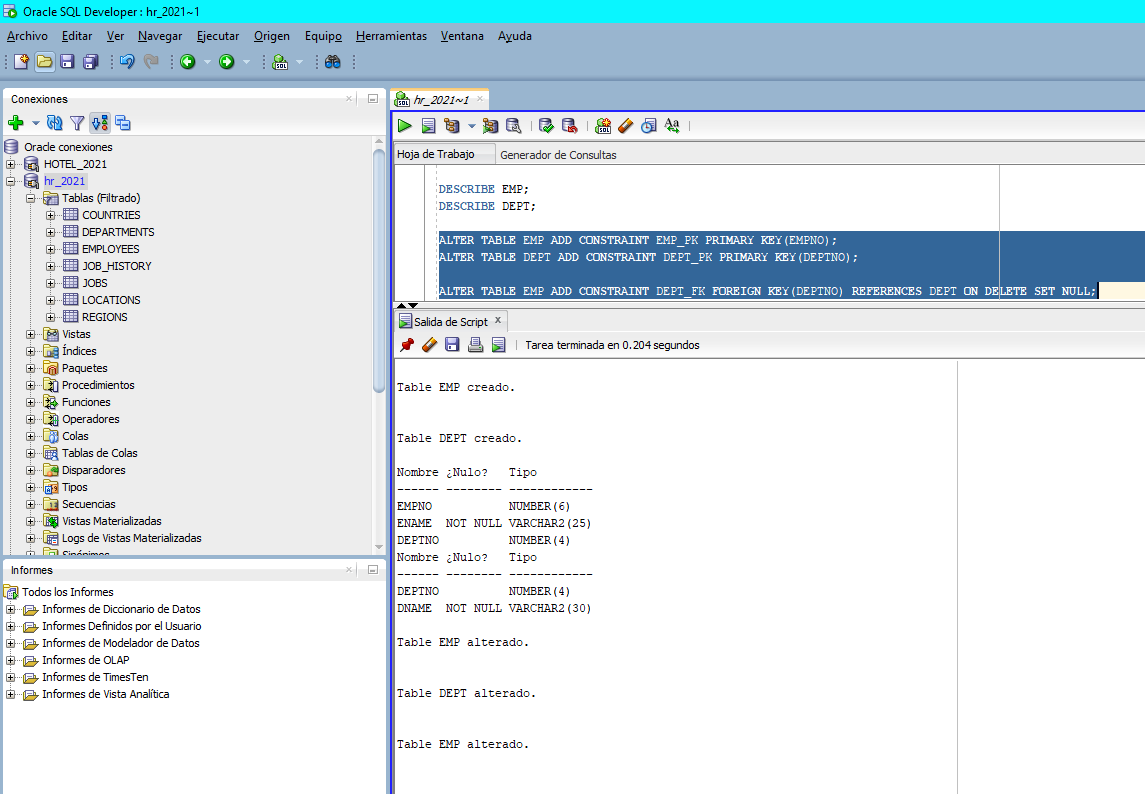 Oracle SQL Developer : hr_2021~1
Archivo Editar Ver Navegar Ejecutar Origen Equipo Herramientas Ventana Ayuda
Conexiones
Oracle conexiones
HOTEL_2021
hr_2021
Tablas (Filtrado)
COUNTRIES
DEPARTMENTS
EMPLOYEES
JOB_HISTORY
JOBS
LOCATIONS
REGIONS
Vistas
Índices
Paquetes
Procedimientos
Funciones
Operadores
Colas
Tablas de Colas
Disparadores
Tipos
Secuencias
Vistas Materializadas
Logs de Vistas Materializadas
Sinónimos
Informes
Todos los Informes
Informes de Diccionario de Datos
Informes Definidos por el Usuario
Informes de Modelador de Datos
Informes de OLAP
Informes de TimesTen
Informes de Vista Analítica
hr_2021~1
Hoja de Trabajo Generador de Consultas
DESCRIBE EMP;
DESCRIBE DEPT;
ALTER TABLE EMP ADD CONSTRAINT EMP_PK PRIMARY KEY(EMPNO);
ALTER TABLE DEPT ADD CONSTRAINT DEPT_PK PRIMARY KEY(DEPTNO);
ALTER TABLE EMP ADD CONSTRAINT DEPT_FK FOREIGN KEY(DEPTNO) REFERENCES DEPT ON DELETE SET NULL;
Salida de Script
Tarea terminada en 0.204 segundos
Table EMP creado.
Table DEPT creado.
Nombre ¿Nulo?   Tipo
------ -------- ------------
EMPNO           NUMBER(6)
ENAME  NOT NULL VARCHAR2(25)
DEPTNO          NUMBER(4)
Nombre ¿Nulo?   Tipo
------ -------- ------------
DEPTNO          NUMBER(4)
DNAME  NOT NULL VARCHAR2(30)
Table EMP alterado.
Table DEPT alterado.
Table EMP alterado.